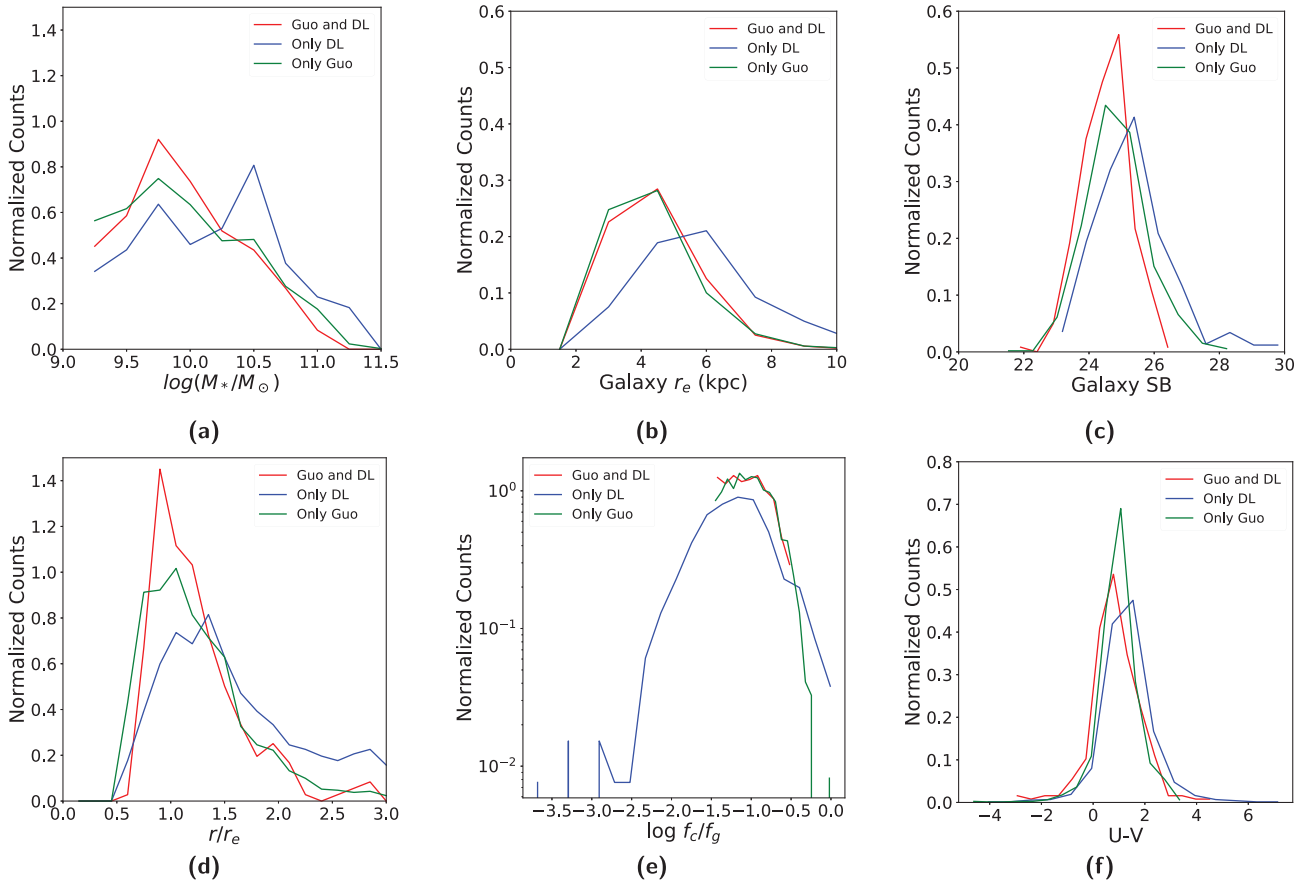 Guo and DL
Only DL
Only Guo
Normalized Counts
1.4
1.2
1.0
0.8
0.6
0.4
0.2
0.0
9.0 9.5 10.0 10.5 11.0 11.5
log(M*/M⊙)
(a)
Guo and DL
Only DL
Only Guo
Normalized Counts
0.6
0.5
0.4
0.3
0.2
0.1
0.0
0 2 4 6 8 10
Galaxy r_e (kpc)
(b)
Guo and DL
Only DL
Only Guo
Normalized Counts
0.6
0.5
0.4
0.3
0.2
0.1
0.0
20 22 24 26 28 30
Galaxy SB
(c)
Guo and DL
Only DL
Only Guo
Normalized Counts
1.4
1.2
1.0
0.8
0.6
0.4
0.2
0.0
0.0 0.5 1.0 1.5 2.0 2.5 3.0
r/r_e
(d)
Guo and DL
Only DL
Only Guo
Normalized Counts
10⁰
10⁻¹
10⁻²
−3.5 −3.0 −2.5 −2.0 −1.5 −1.0 −0.5 0.0
log f_c/f_g
(e)
Guo and DL
Only DL
Only Guo
Normalized Counts
0.8
0.7
0.6
0.5
0.4
0.3
0.2
0.1
0.0
−4 −2 0 2 4 6
U-V
(f)